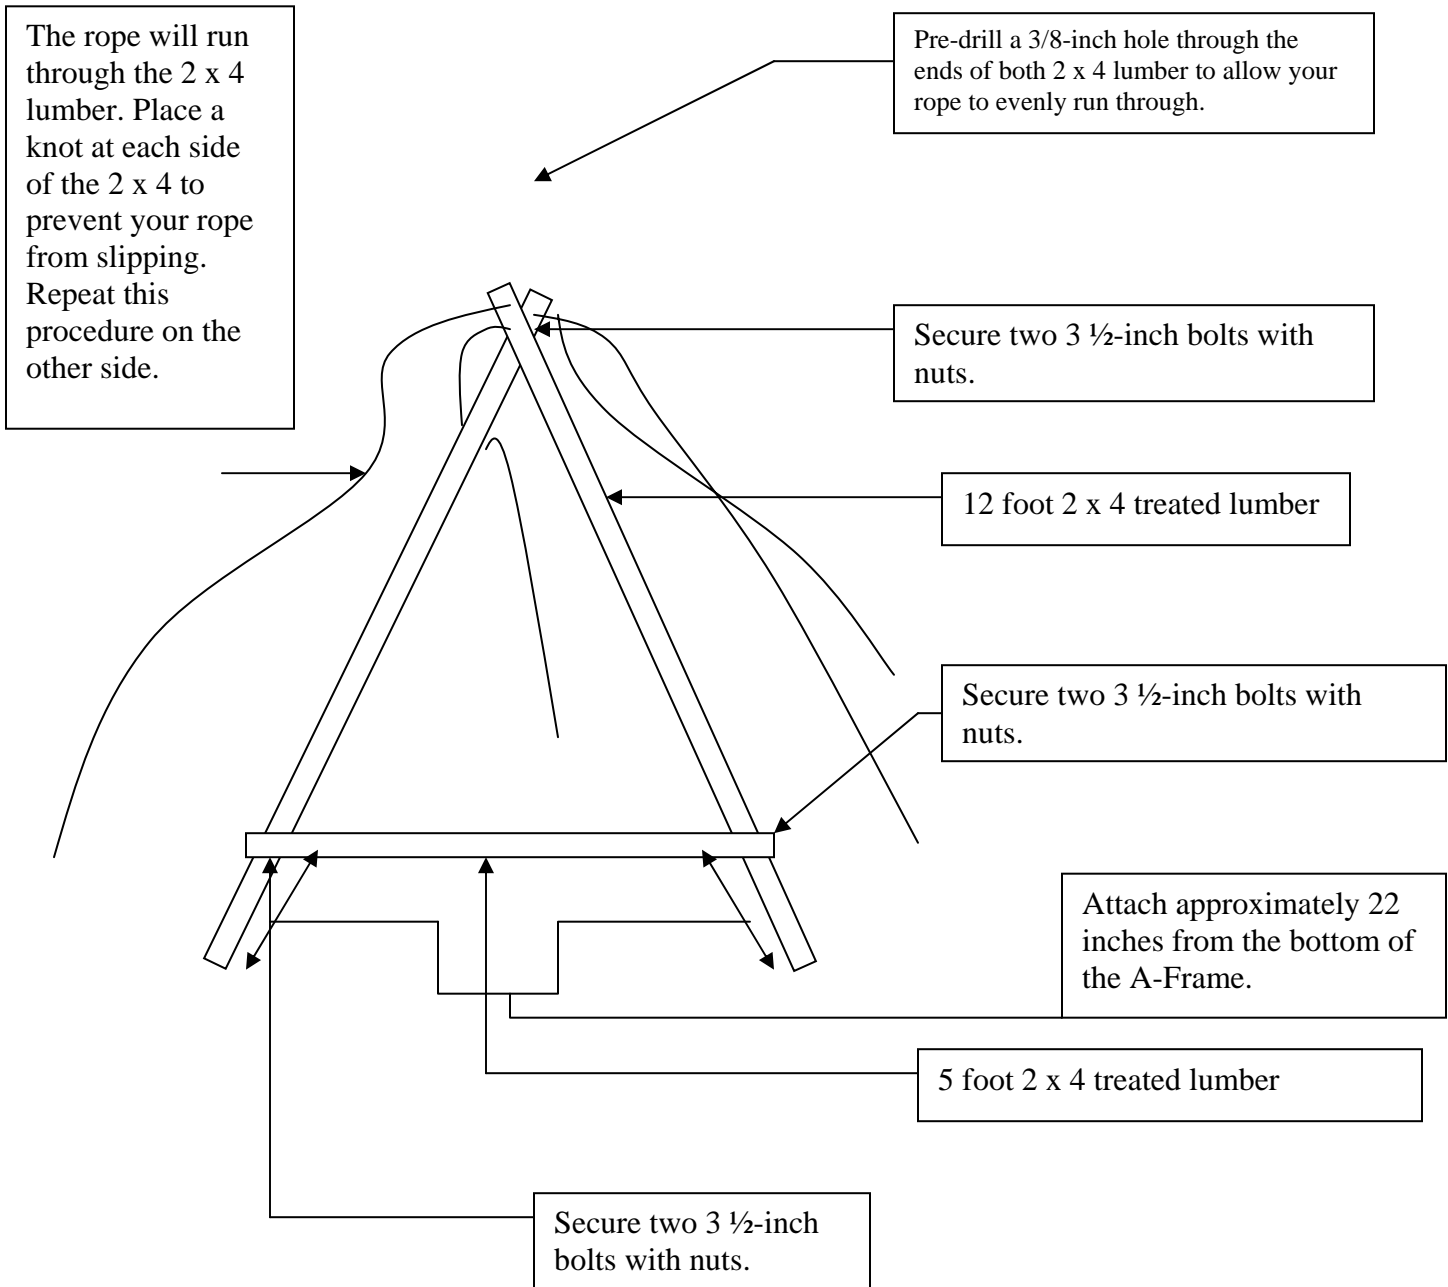 The rope will run
through the 2 x 4
lumber. Place a
knot at each side
of the 2 x 4 to
prevent your rope
from slipping.
Repeat this
procedure on the
other side.
Pre-drill a 3/8-inch hole through the
ends of both 2 x 4 lumber to allow your
rope to evenly run through.
Secure two 3 ½-inch bolts with
nuts.
12 foot 2 x 4 treated lumber
Secure two 3 ½-inch bolts with
nuts.
Attach approximately 22
inches from the bottom of
the A-Frame.
5 foot 2 x 4 treated lumber
Secure two 3 ½-inch
bolts with nuts.